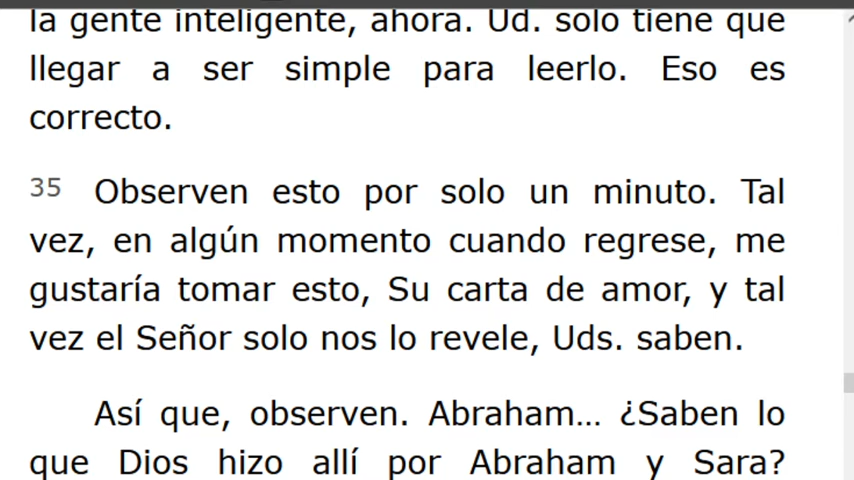 la gente inteligente, ahora. Ud. solo tiene que
llegar a ser simple para leerlo. Eso es
correcto.
35 Observen esto por solo un minuto. Tal
vez, en algún momento cuando regrese, me
gustaría tomar esto, Su carta de amor, y tal
vez el Señor solo nos lo revele, Uds. saben.
Así que, observen. Abraham... ¿Saben lo
que Dios hizo allí por Abraham y Sara?